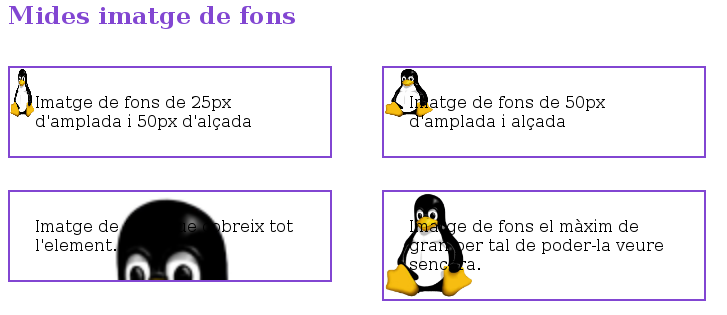 Mides imatge de fons
Imatge de fons de 25px
d'amplada i 50px d'alçada
Imatge de fons de 50px
d'amplada i alçada
Imatge de cobreix tot
l'element.
Imatge de fons el màxim de
gran per tal de poder-la veure
sencera.